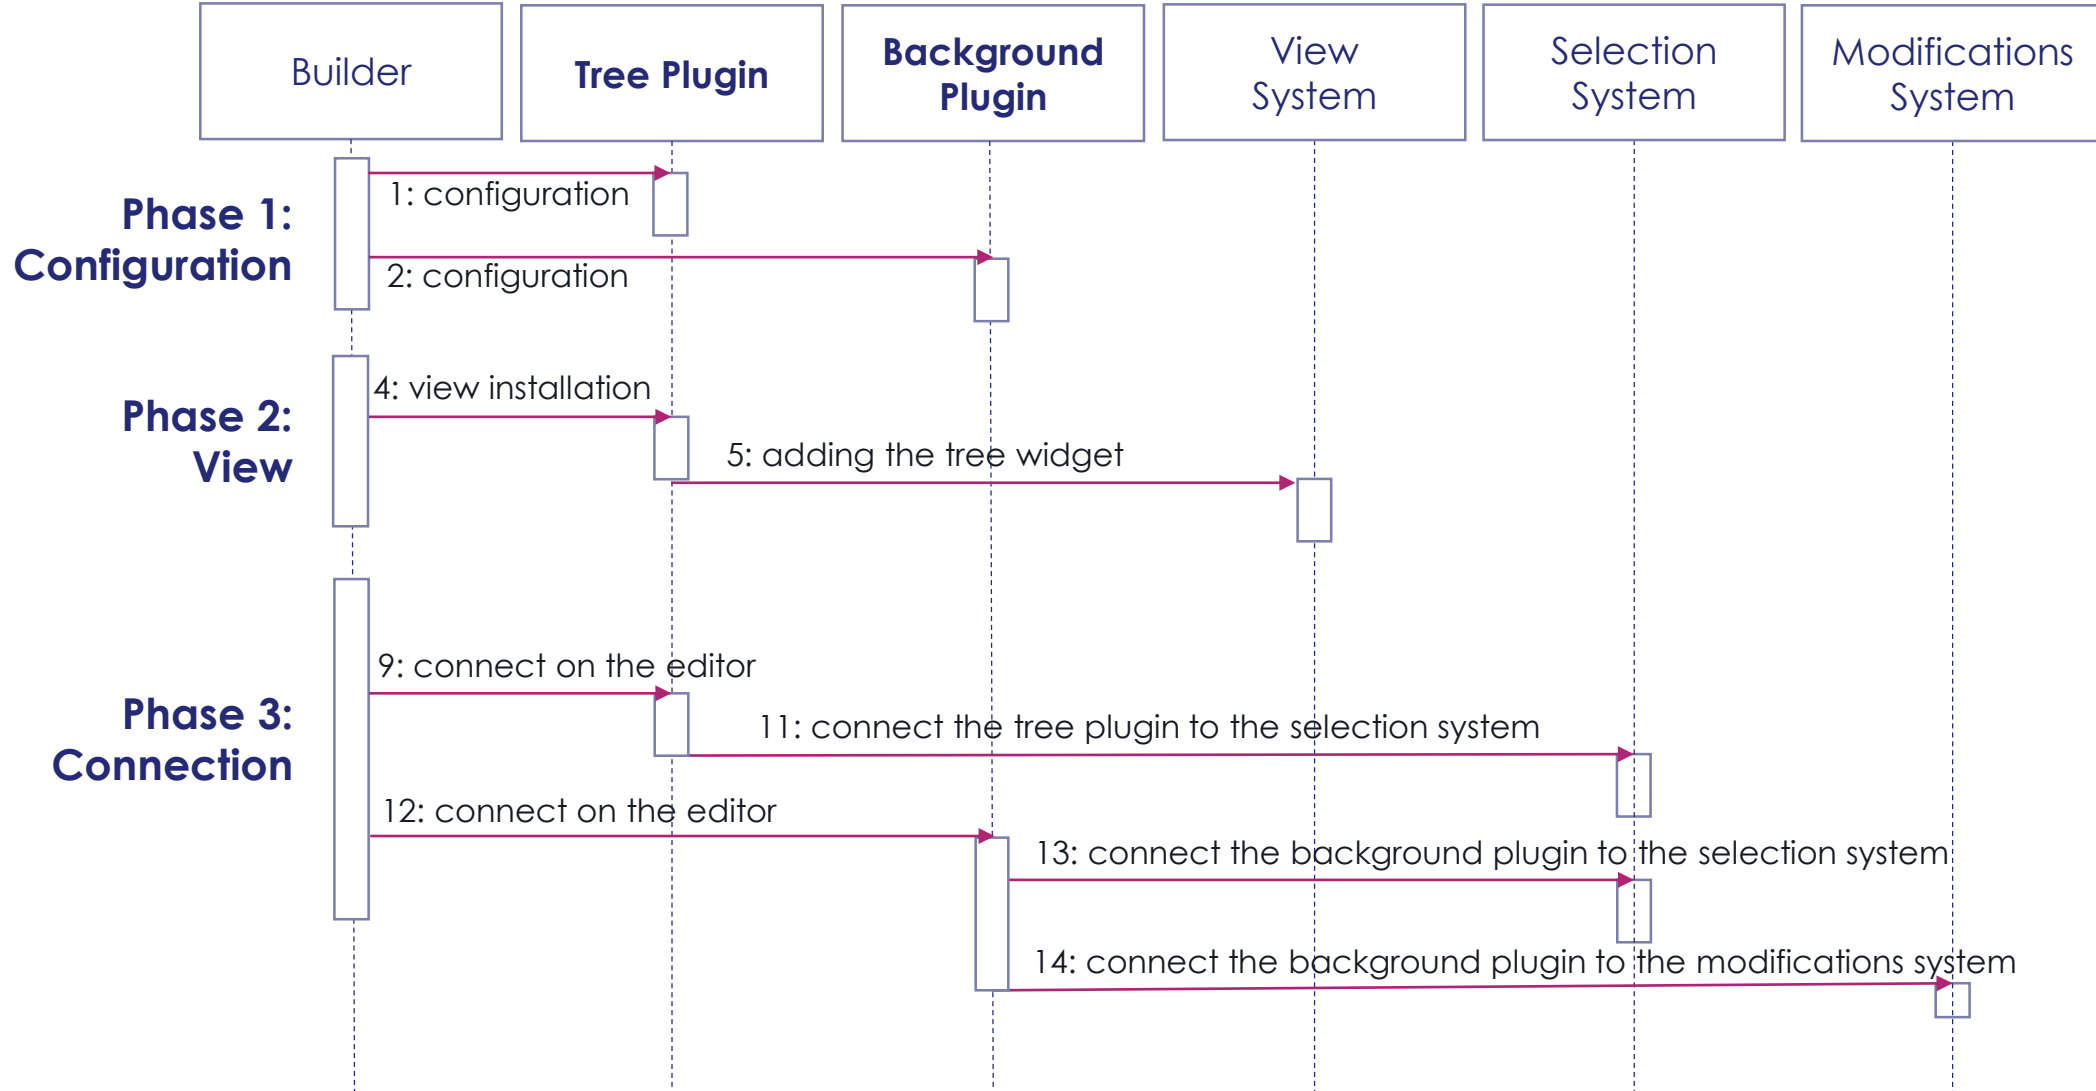 Builder
Tree Plugin
Background
Plugin
View
System
Selection
System
Modifications
System
Phase 1:
Configuration
1: configuration
2: configuration
Phase 2:
View
4: view installation
5: adding the tree widget
Phase 3:
Connection
9: connect on the editor
11: connect the tree plugin to the selection system
12: connect on the editor
13: connect the background plugin to the selection system
14: connect the background plugin to the modifications system